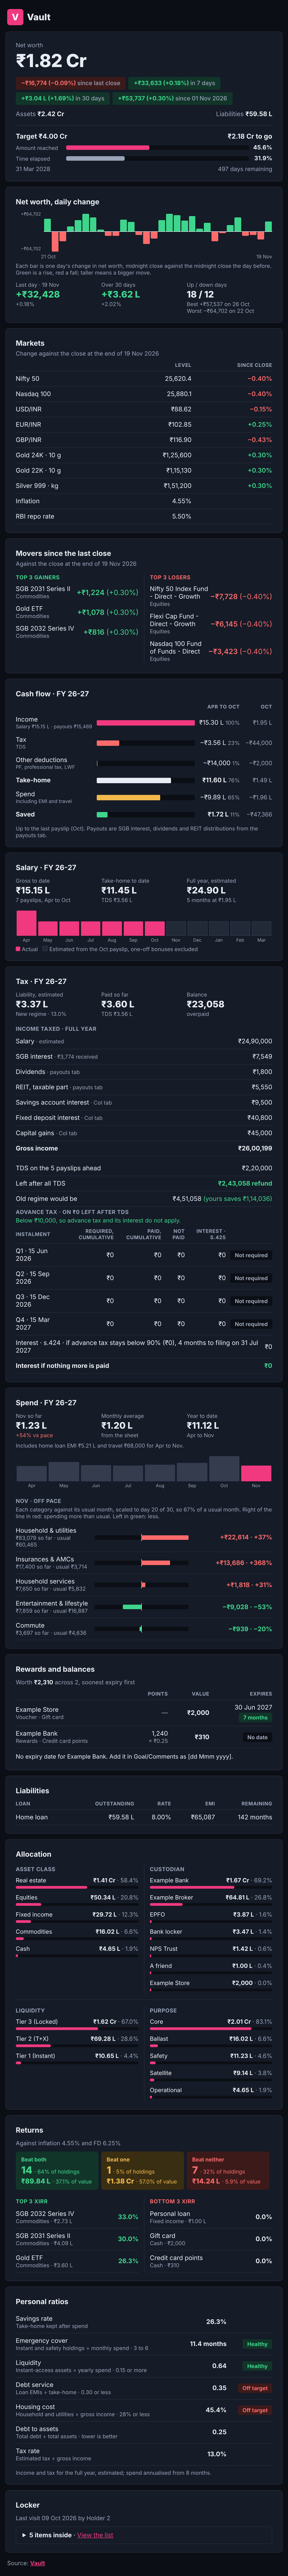 V Vault
Net worth
₹1.82 Cr
−₹16,774 (−0.09%) since last close +₹33,633 (+0.18%) in 7 days
+₹3.04 L (+1.69%) in 30 days +₹53,737 (+0.30%) since 01 Nov 2026
Assets ₹2.42 Cr Liabilities ₹59.58 L
Target ₹4.00 Cr ₹2.18 Cr to go
Amount reached 45.6%
Time elapsed 31.9%
31 Mar 2028 497 days remaining
Net worth, daily change
+₹64,702
−₹64,702
21 Oct 19 Nov
Each bar is one day's change in net worth, midnight close against the midnight close the day before.
Green is a rise, red a fall; taller means a bigger move.
Last day · 19 Nov Over 30 days Up / down days
+₹32,428 +₹3.62 L 18 / 12
+0.18% +2.02% Best +₹57,537 on 26 Oct
Worst −₹64,702 on 22 Oct
Markets
Change against the close at the end of 19 Nov 2026
LEVEL SINCE CLOSE
Nifty 50 25,620.4 −0.40%
Nasdaq 100 25,880.1 −0.40%
USD/INR ₹88.62 −0.15%
EUR/INR ₹102.85 +0.25%
GBP/INR ₹116.90 −0.43%
Gold 24K · 10 g ₹1,25,600 +0.30%
Gold 22K · 10 g ₹1,15,130 +0.30%
Silver 999 · kg ₹1,51,200 +0.30%
Inflation 4.55%
RBI repo rate 5.50%
Movers since the last close
Against the close at the end of 19 Nov 2026
TOP 3 GAINERS TOP 3 LOSERS
SGB 2031 Series II +₹1,224 (+0.30%)
Commodities
Gold ETF +₹1,078 (+0.30%)
Commodities
SGB 2032 Series IV +₹816 (+0.30%)
Commodities
Nifty 50 Index Fund
- Direct - Growth −₹7,728 (−0.40%)
Equities
Flexi Cap Fund -
Direct - Growth −₹6,145 (−0.40%)
Equities
Nasdaq 100 Fund
of Funds - Direct −₹3,423 (−0.40%)
Equities
Cash flow · FY 26-27
APR TO OCT OCT
Income ₹15.30 L 100% ₹1.95 L
Salary ₹15.15 L · payouts ₹15,469
Tax −₹3.56 L 23% −₹44,000
TDS
Other deductions −₹14,000 1% −₹2,000
PF, professional tax, LWF
Take-home ₹11.60 L 76% ₹1.49 L
Spend −₹9.89 L 65% −₹1.96 L
Including EMI and travel
Saved ₹1.72 L 11% −₹47,366
Up to the last payslip (Oct). Payouts are SGB interest, dividends and REIT distributions from the
payouts tab.
Salary · FY 26-27
Gross to date Take-home to date Full year, estimated
₹15.15 L ₹11.45 L ₹24.90 L
7 payslips, Apr to Oct TDS ₹3.56 L 5 months at ₹1.95 L
Apr May Jun Jul Aug Sep Oct Nov Dec Jan Feb Mar
Actual Estimated from the Oct payslip, one-off bonuses excluded
Tax · FY 26-27
Liability, estimated Paid so far Balance
₹3.37 L ₹3.60 L ₹23,058
New regime · 13.0% TDS ₹3.56 L overpaid
INCOME TAXED · FULL YEAR
Salary · estimated ₹24,90,000
SGB interest · ₹3,774 received ₹7,549
Dividends · payouts tab ₹1,800
REIT, taxable part · payouts tab ₹5,550
Savings account interest · Col tab ₹9,500
Fixed deposit interest · Col tab ₹40,800
Capital gains · Col tab ₹45,000
Gross income ₹26,00,199
TDS on the 5 payslips ahead ₹2,20,000
Left after all TDS ₹2,43,058 refund
Old regime would be ₹4,51,058 (yours saves ₹1,14,036)
ADVANCE TAX · ON ₹0 LEFT AFTER TDS
Below ₹10,000, so advance tax and its interest do not apply.
INSTALMENT REQUIRED, CUMULATIVE PAID, CUMULATIVE NOT PAID INTEREST · S.425
Q1 · 15 Jun
2026 ₹0 ₹0 ₹0 ₹0 Not required
Q2 · 15 Sep
2026 ₹0 ₹0 ₹0 ₹0 Not required
Q3 · 15 Dec
2026 ₹0 ₹0 ₹0 ₹0 Not required
Q4 · 15 Mar
2027 ₹0 ₹0 ₹0 ₹0 Not required
Interest · s.424 · if advance tax stays below 90% (₹0), 4 months to filing on 31 Jul
2027 ₹0
Interest if nothing more is paid ₹0
Spend · FY 26-27
Nov so far Monthly average Year to date
₹1.23 L ₹1.20 L ₹11.12 L
+54% vs pace from the sheet Apr to Nov
Includes home loan EMI ₹5.21 L and travel ₹68,000 for Apr to Nov.
Apr May Jun Jul Aug Sep Oct Nov
NOV · OFF PACE
Each category against its usual month, scaled to day 20 of 30, so 67% of a usual month. Right of the
line in red: spending more than usual. Left in green: less.
Household & utilities +₹22,614 · +37%
₹83,079 so far · usual
₹60,465
Insurances & AMCs +₹13,686 · +368%
₹17,400 so far · usual ₹3,714
Household services +₹1,818 · +31%
₹7,650 so far · usual ₹5,832
Entertainment & lifestyle −₹9,028 · −53%
₹7,859 so far · usual ₹16,887
Commute −₹939 · −20%
₹3,697 so far · usual ₹4,636
Rewards and balances
Worth ₹2,310 across 2, soonest expiry first
POINTS VALUE EXPIRES
Example Store — ₹2,000 30 Jun 2027
Voucher · Gift card 7 months
Example Bank 1,240 ₹310 No date
Rewards · Credit card points × ₹0.25
No expiry date for Example Bank. Add it in Goal/Comments as [dd Mmm yyyy].
Liabilities
LOAN OUTSTANDING RATE EMI REMAINING
Home loan ₹59.58 L 8.00% ₹65,087 142 months
Allocation
ASSET CLASS CUSTODIAN
Real estate ₹1.41 Cr · 58.4%
Equities ₹50.34 L · 20.8%
Fixed income ₹29.72 L · 12.3%
Commodities ₹16.02 L · 6.6%
Cash ₹4.65 L · 1.9%
Example Bank ₹1.67 Cr · 69.2%
Example Broker ₹64.81 L · 26.8%
EPFO ₹3.87 L · 1.6%
Bank locker ₹3.47 L · 1.4%
NPS Trust ₹1.42 L · 0.6%
A friend ₹1.00 L · 0.4%
Example Store ₹2,000 · 0.0%
LIQUIDITY PURPOSE
Tier 3 (Locked) ₹1.62 Cr · 67.0%
Tier 2 (T+X) ₹69.28 L · 28.6%
Tier 1 (Instant) ₹10.65 L · 4.4%
Core ₹2.01 Cr · 83.1%
Ballast ₹16.02 L · 6.6%
Safety ₹11.23 L · 4.6%
Satellite ₹9.14 L · 3.8%
Operational ₹4.65 L · 1.9%
Returns
Against inflation 4.55% and FD 6.25%
Beat both Beat one Beat neither
14 · 64% of holdings 1 · 5% of holdings 7 · 32% of holdings
₹89.84 L · 37.1% of value ₹1.38 Cr · 57.0% of value ₹14.24 L · 5.9% of value
TOP 3 XIRR BOTTOM 3 XIRR
SGB 2032 Series IV 33.0% Personal loan 0.0%
Commodities · ₹2.73 L Fixed income · ₹1.00 L
SGB 2031 Series II 30.0% Gift card 0.0%
Commodities · ₹4.09 L Cash · ₹2,000
Gold ETF 26.3% Credit card points 0.0%
Commodities · ₹3.60 L Cash · ₹310
Personal ratios
Savings rate 26.3%
Take-home kept after spend
Emergency cover 11.4 months Healthy
Instant and safety holdings ÷ monthly spend · 3 to 6
Liquidity 0.64 Healthy
Instant-access assets ÷ yearly spend · 0.15 or more
Debt service 0.35 Off target
Loan EMIs ÷ take-home · 0.30 or less
Housing cost 45.4% Off target
Household and utilities ÷ gross income · 28% or less
Debt to assets 0.25
Total debt ÷ total assets · lower is better
Tax rate 13.0%
Estimated tax ÷ gross income
Income and tax for the full year, estimated; spend annualised from 8 months.
Locker
Last visit 09 Oct 2026 by Holder 2
▶ 5 items inside · View the list
Source: Vault